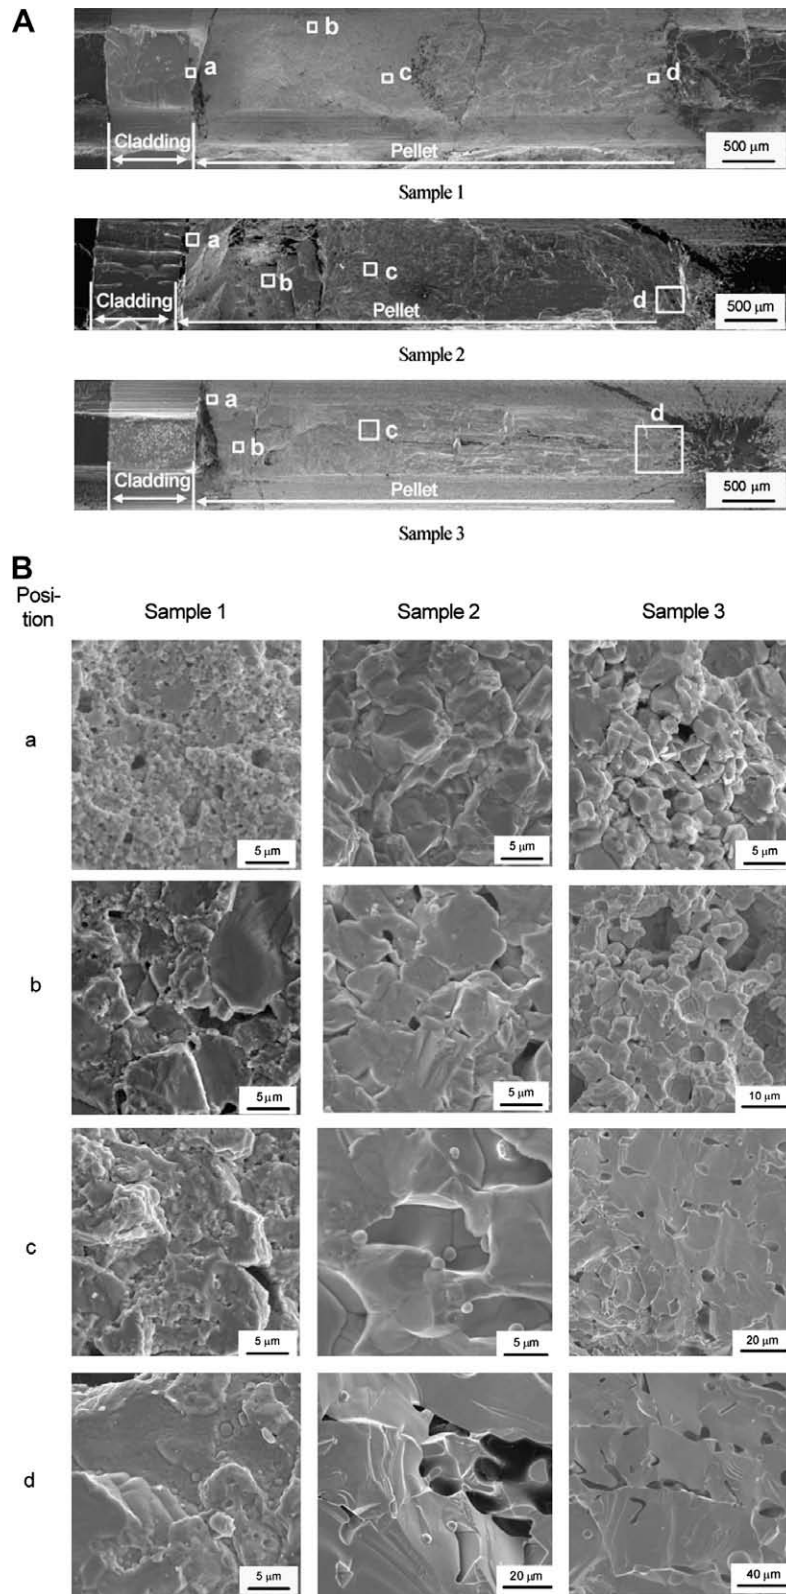 A
a
b
c
d
Cladding
Pellet
500 μm
Sample 1
a
b
c
d
Cladding
Pellet
500 μm
Sample 2
a
b
c
d
Cladding
Pellet
500 μm
Sample 3
B
Posi-
tion
Sample 1 Sample 2 Sample 3
a
5 μm 5 μm 5 μm
b
5 μm 5 μm 10 μm
c
5 μm 5 μm 20 μm
d
5 μm 20 μm 40 μm